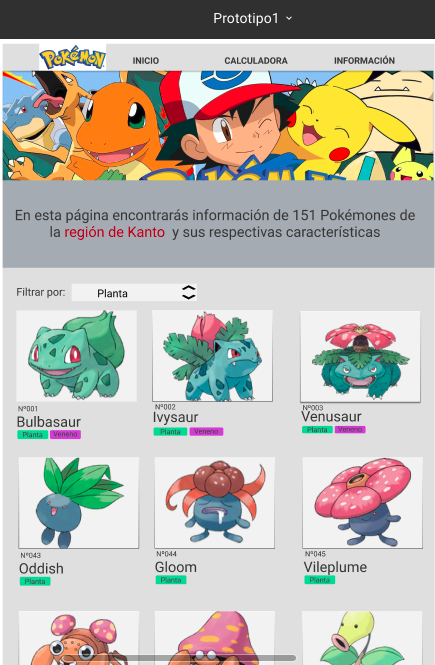 Prototipo1
POKéMON INICIO CALCULADORA INFORMACIÓN
En esta página encontrarás información de 151 Pokémones de
la región de Kanto y sus respectivas características
Filtrar por: Planta
Nº001 Nº002 Nº003
Bulbasaur Ivysaur Venusaur
Planta Veneno Planta Veneno Planta Veneno
Nº043 Nº044 Nº045
Oddish Gloom Vileplume
Planta Planta Planta